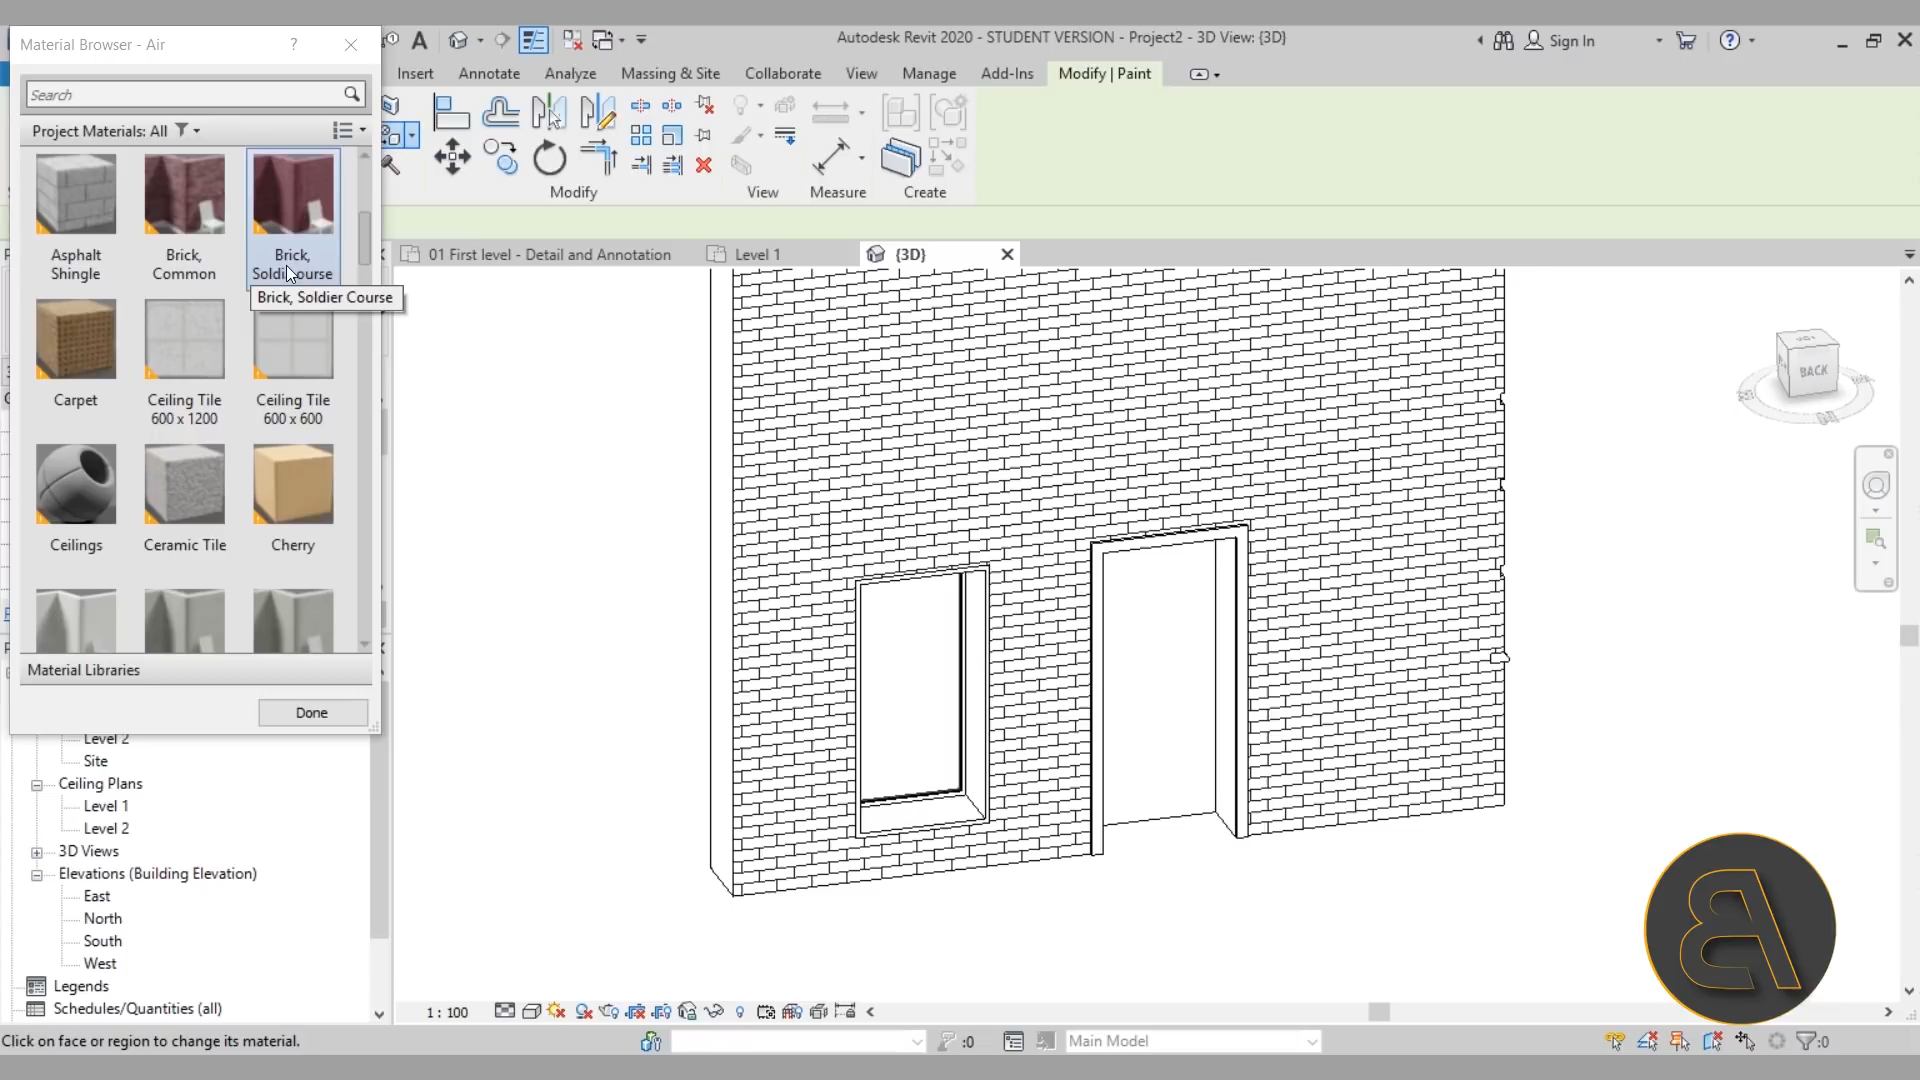 Material Browser - Air
?
A
Autodesk Revit 2020 - STUDENT VERSION - Project2 - 3D View: {3D}
Sign In
Insert Annotate Analyze Massing & Site Collaborate View Manage Add-Ins Modify | Paint
Search
Project Materials: All
Modify View Measure Create
01 First level - Detail and Annotation Level 1 {3D}
Asphalt
Shingle
Brick,
Common
Brick,
Brick, Soldier Course
Carpet
Ceiling Tile
600 x 1200
Ceiling Tile
600 x 600
Ceilings
Ceramic Tile
Cherry
BACK
Material Libraries
Done
Level 2
Site
Ceiling Plans
Level 1
Level 2
3D Views
Elevations (Building Elevation)
East
North
South
West
Legends
Schedules/Quantities (all)
1 : 100
Click on face or region to change its material.
:0
Main Model
:0